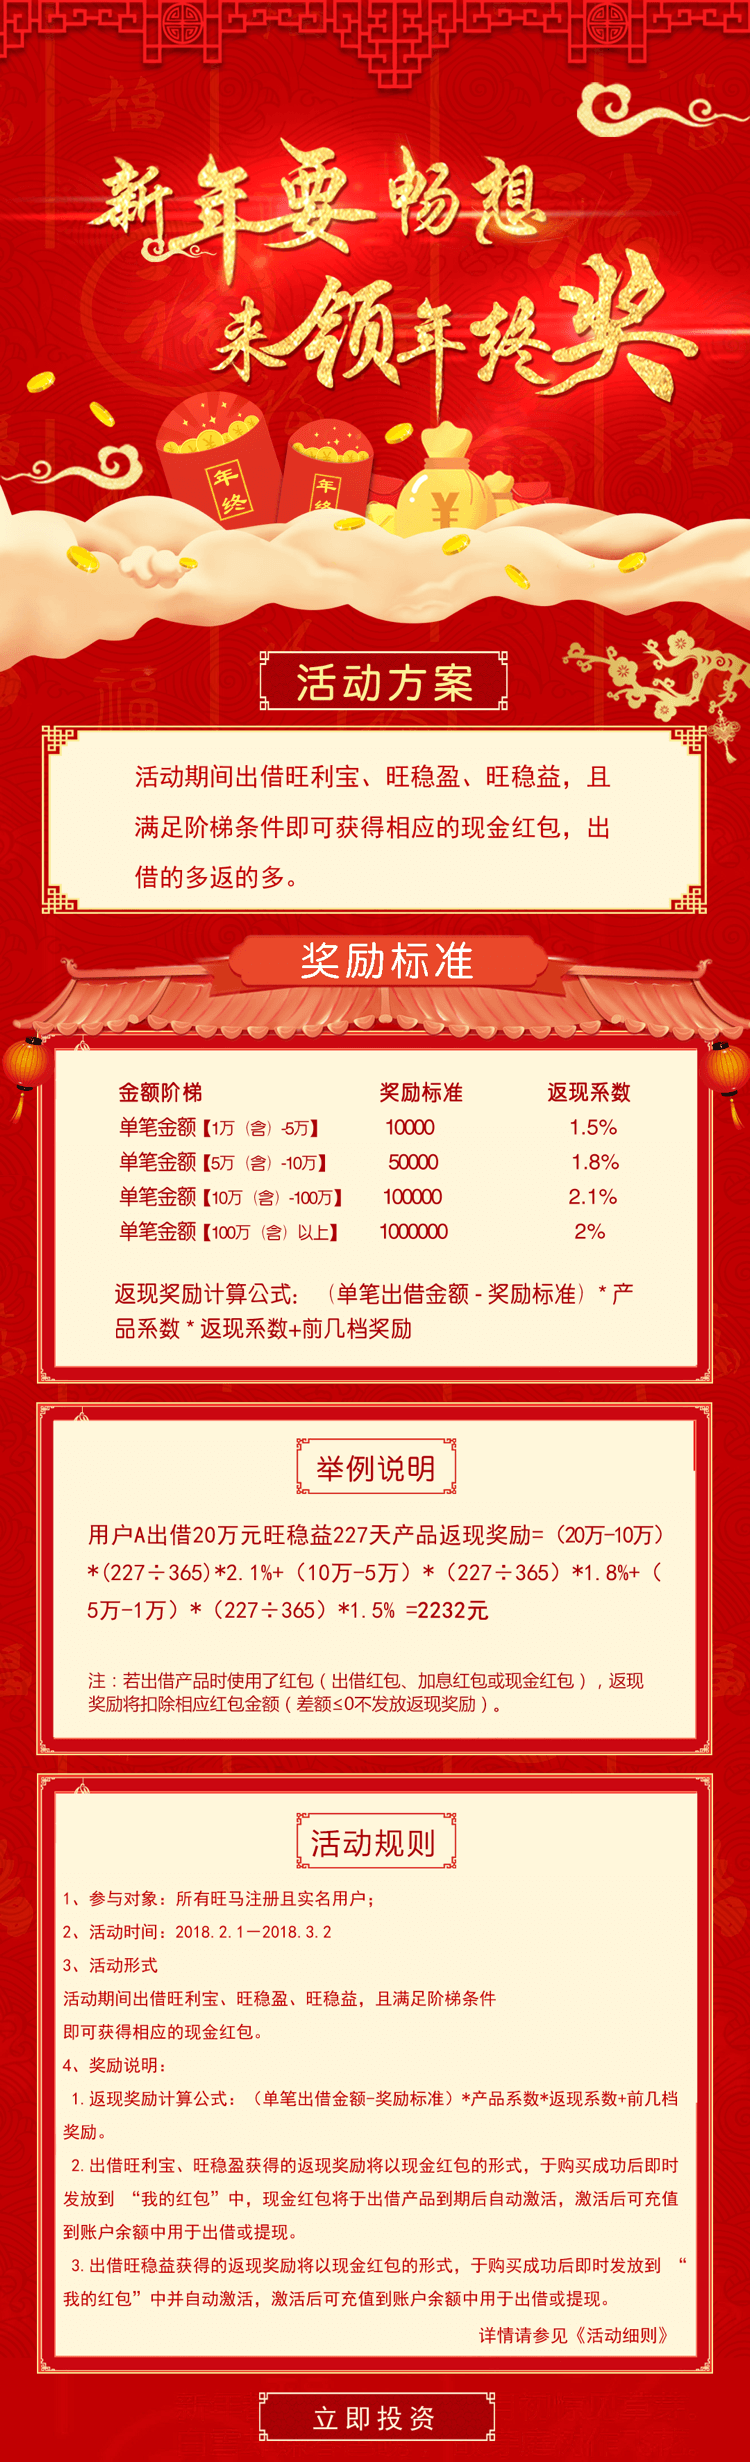 新年要畅想
来领年终奖
年终
年终
¥
活动方案
活动期间出借旺利宝、旺稳盈、旺稳益，且
满足阶梯条件即可获得相应的现金红包，出
借的多返的多。
奖励标准
金额阶梯 奖励标准 返现系数
单笔金额【1万（含）-5万】 10000 1.5%
单笔金额【5万（含）-10万】 50000 1.8%
单笔金额【10万（含）-100万】 100000 2.1%
单笔金额【100万（含）以上】 1000000 2%
返现奖励计算公式：（单笔出借金额 - 奖励标准）* 产
品系数 * 返现系数+前几档奖励
举例说明
用户A出借20万元旺稳益227天产品返现奖励=（20万-10万）
*(227÷365)*2.1%+（10万-5万）*（227÷365）*1.8%+（
5万-1万）*（227÷365）*1.5% =2232元
注：若出借产品时使用了红包（出借红包、加息红包或现金红包），返现
奖励将扣除相应红包金额（差额≤0不发放返现奖励）。
活动规则
1、参与对象：所有旺马注册且实名用户；
2、活动时间：2018.2.1—2018.3.2
3、活动形式
活动期间出借旺利宝、旺稳盈、旺稳益，且满足阶梯条件
即可获得相应的现金红包。
4、奖励说明：
1.返现奖励计算公式：（单笔出借金额-奖励标准）*产品系数*返现系数+前几档
奖励。
2.出借旺利宝、旺稳盈获得的返现奖励将以现金红包的形式，于购买成功后即时
发放到 “我的红包”中，现金红包将于出借产品到期后自动激活，激活后可充值
到账户余额中用于出借或提现。
3.出借旺稳益获得的返现奖励将以现金红包的形式，于购买成功后即时发放到 “
我的红包”中并自动激活，激活后可充值到账户余额中用于出借或提现。
详情请参见《活动细则》
立即投资